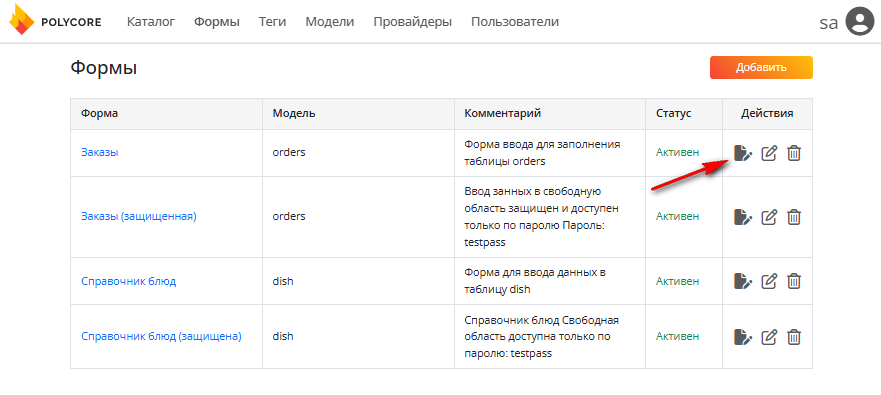 POLYCORE Каталог Формы Теги Модели Провайдеры Пользователи sa
Формы
Добавить
Форма Модель Комментарий Статус Действия
Заказы orders Форма ввода для заполнения таблицы orders Активен
Заказы (защищенная) orders Ввод занных в свободную область защищен и доступен только по паролю Пароль: testpass Активен
Справочник блюд dish Форма для ввода данных в таблицу dish Активен
Справочник блюд (защищена) dish Справочник блюд Свободная область доступна только по паролю: testpass Активен